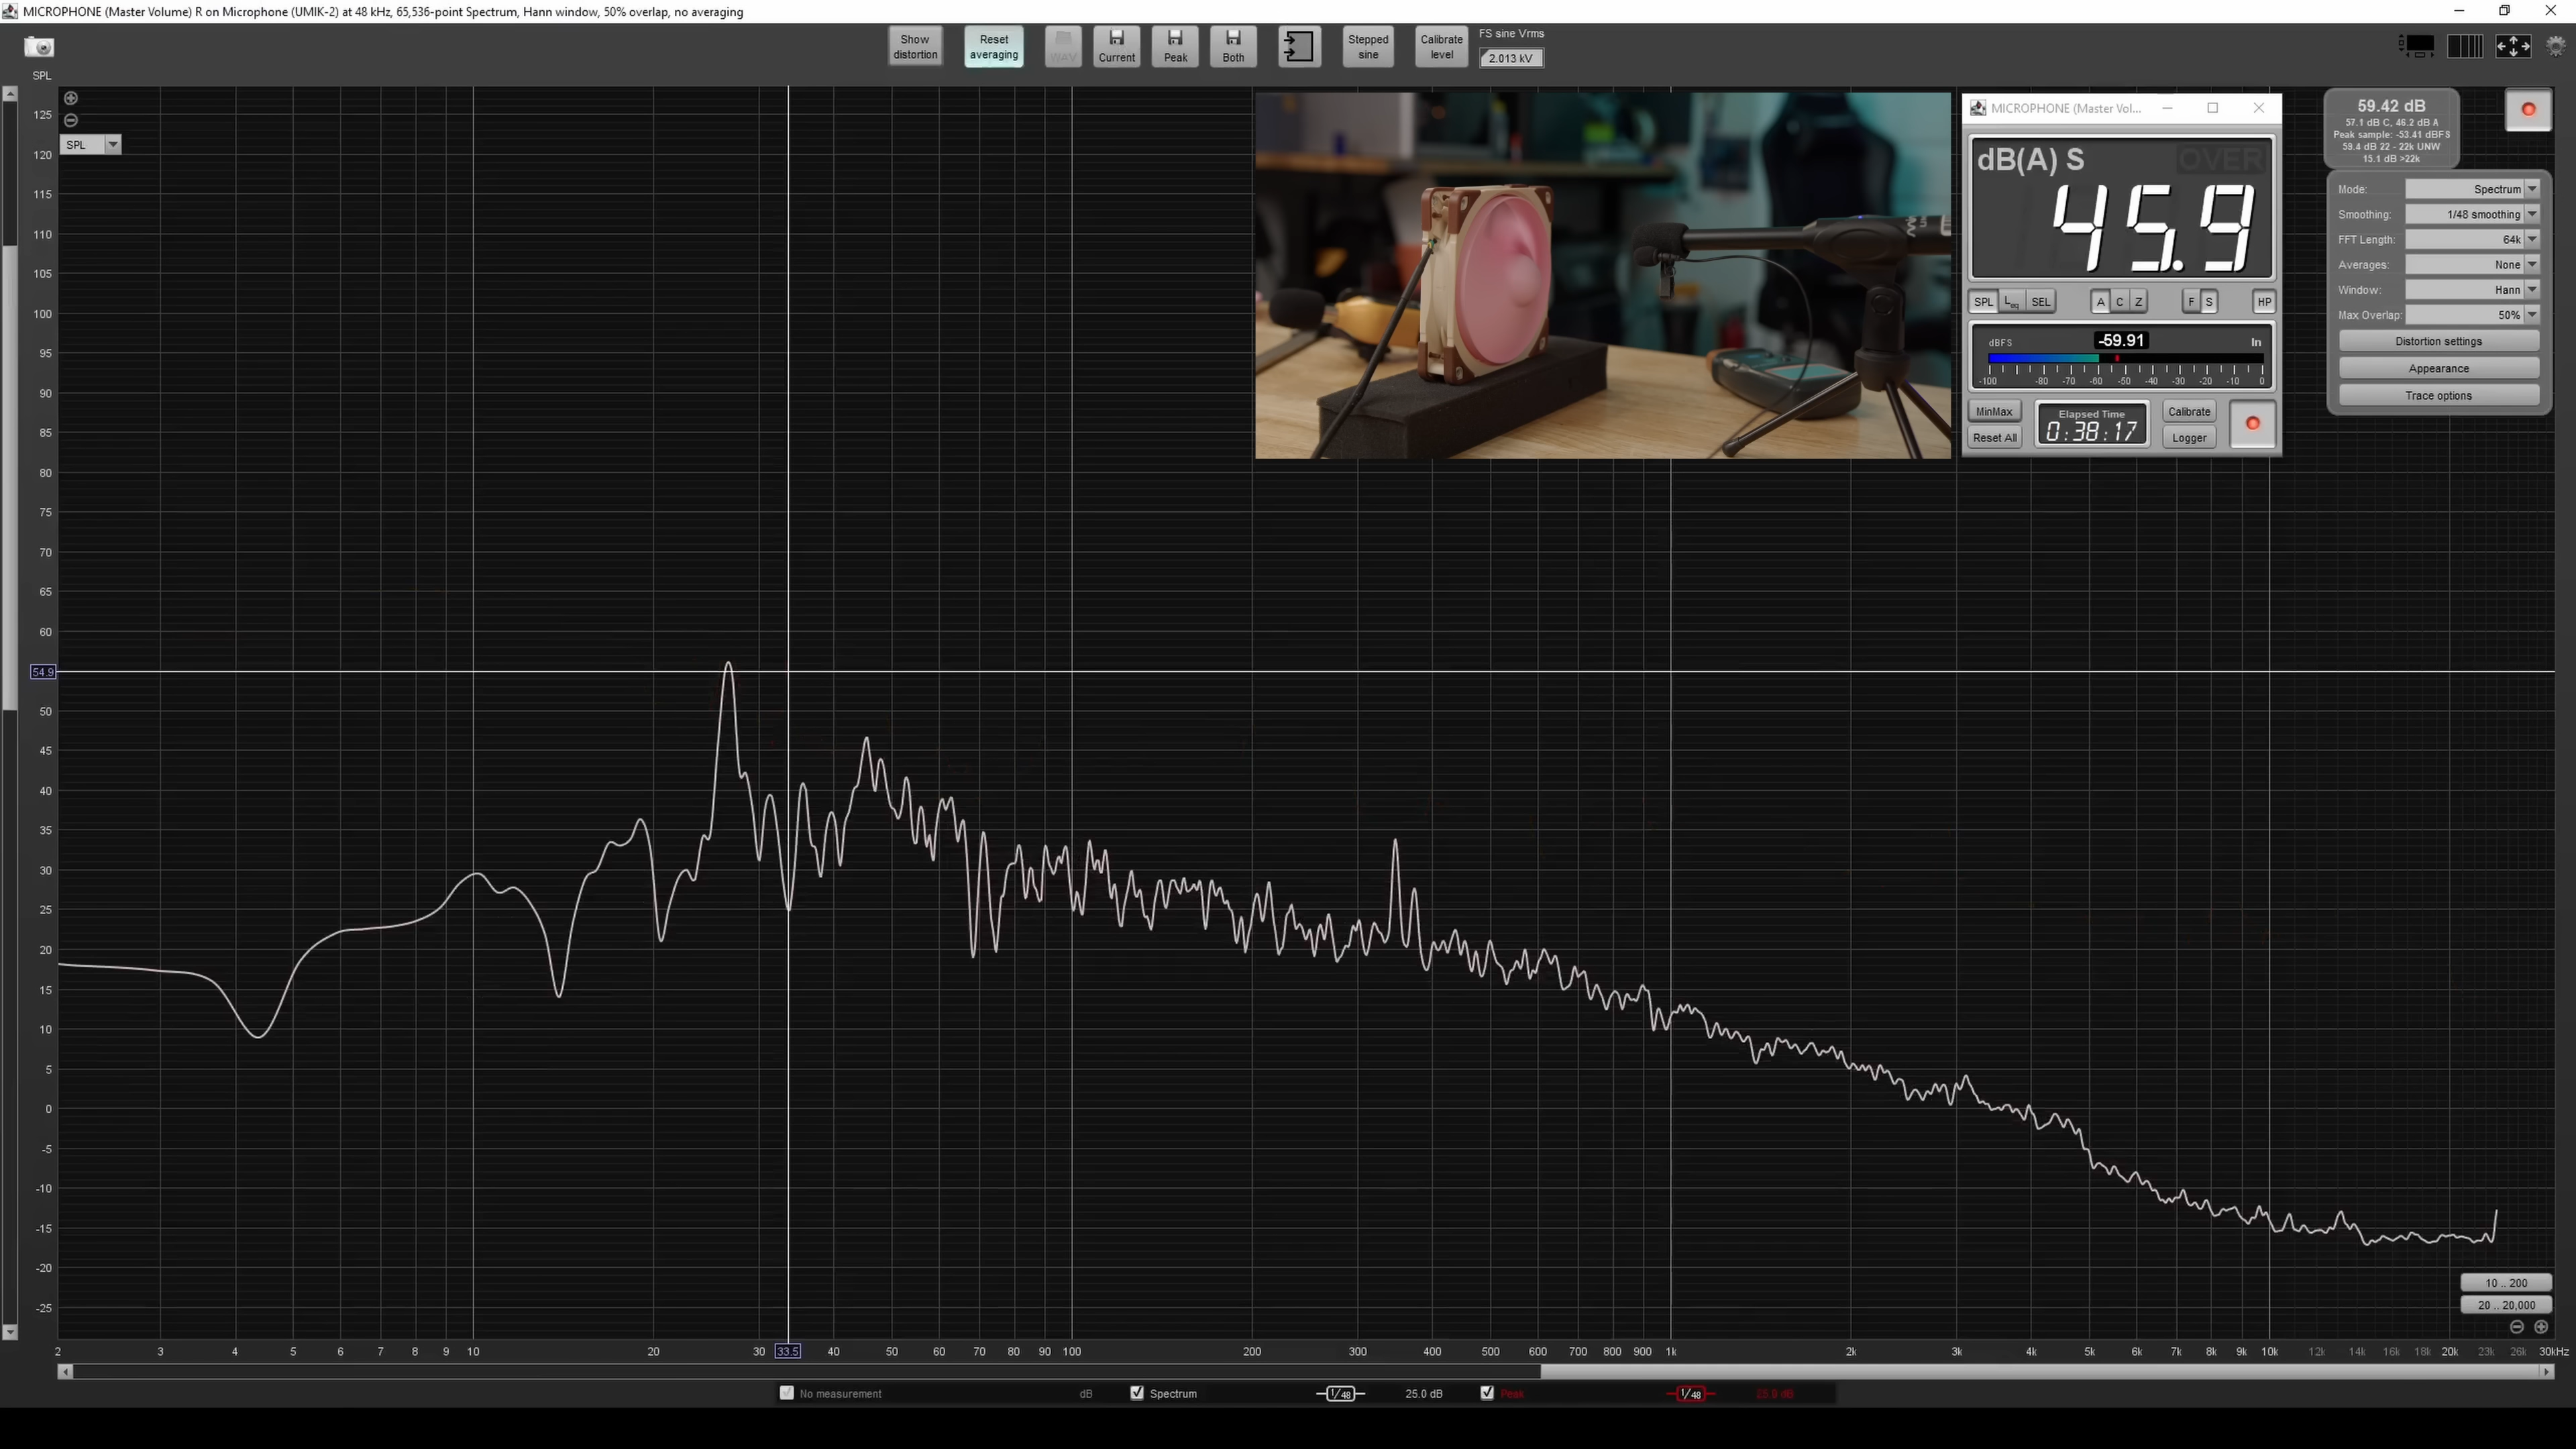 MICROPHONE (Master Volume) R on Microphone (UMIK-2) at 48 kHz, 65,536-point Spectrum, Hann window, 50% overlap, no averaging
Show distortion
Reset averaging
WAV
Current
Peak
Both
Stepped sine
Calibrate level
FS sine Vrms
2.013 kV
SPL
SPL
125
120
115
110
105
100
95
90
85
80
75
70
65
60
54.9
50
45
40
35
30
25
20
15
10
5
0
-5
-10
-15
-20
-25
MICROPHONE (Master Vol...
dB(A) S
OVER
45.9
SPL Leq SEL
A C Z
F S
HP
dBFS
-59.91
In
-100 -80 -70 -60 -50 -40 -30 -20 -10 0
MinMax
Reset All
Elapsed Time
0:38:17
Calibrate
Logger
59.42 dB
57.1 dB C, 46.2 dB A
Peak sample: -53.41 dBFS
59.4 dB 22 - 22k UNW
15.1 dB >22k
Mode: Spectrum
Smoothing: 1/48 smoothing
FFT Length: 64k
Averages: None
Window: Hann
Max Overlap: 50%
Distortion settings
Appearance
Trace options
10 .. 200
20 .. 20,000
2 3 4 5 6 7 8 9 10 20 30 33.5 40 50 60 70 80 90 100 200 300 400 500 600 700 800 900 1k 2k 3k 4k 5k 6k 7k 8k 9k 10k 12k 14k 16k 18k 20k 23k 26k 30kHz
No measurement dB
Spectrum 1/48 25.0 dB
Peak 1/48